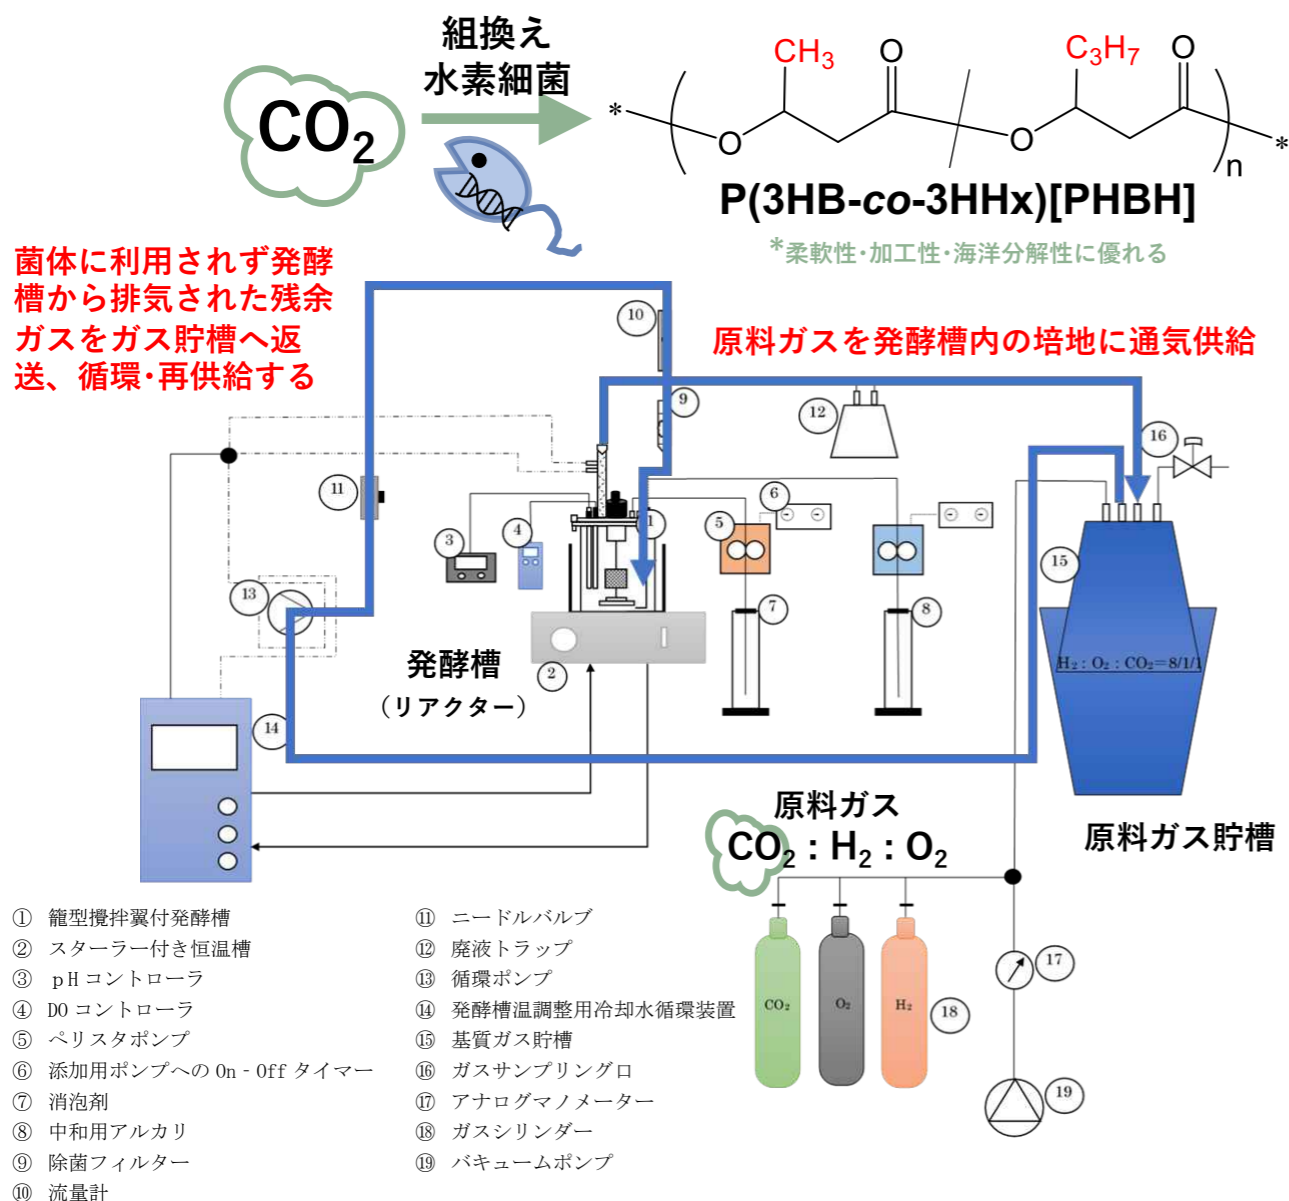 組換え
水素細菌
CO₂
CH₃
O
C₃H₇
O
*
O
O
*
n
P(3HB-co-3HHx)[PHBH]
*柔軟性・加工性・海洋分解性に優れる
菌体に利用されず発酵
槽から排気された残余
ガスをガス貯槽へ返
送、循環・再供給する
原料ガスを発酵槽内の培地に通気供給
10
9
12
16
11
6
3
4
1
5
15
13
7
8
H₂ : O₂ : CO₂=8/1/1
発酵槽
(リアクター)
2
14
原料ガス
CO₂ : H₂ : O₂
原料ガス貯槽
17
CO₂
O₂
H₂
18
19
① 籠型攪拌翼付発酵槽
② スターラー付き恒温槽
③ pHコントローラ
④ DOコントローラ
⑤ ペリスタポンプ
⑥ 添加用ポンプへのOn‐Offタイマー
⑦ 消泡剤
⑧ 中和用アルカリ
⑨ 除菌フィルター
⑩ 流量計
⑪ ニードルバルブ
⑫ 廃液トラップ
⑬ 循環ポンプ
⑭ 発酵槽温調整用冷却水循環装置
⑮ 基質ガス貯槽
⑯ ガスサンプリング口
⑰ アナログマノメーター
⑱ ガスシリンダー
⑲ バキュームポンプ